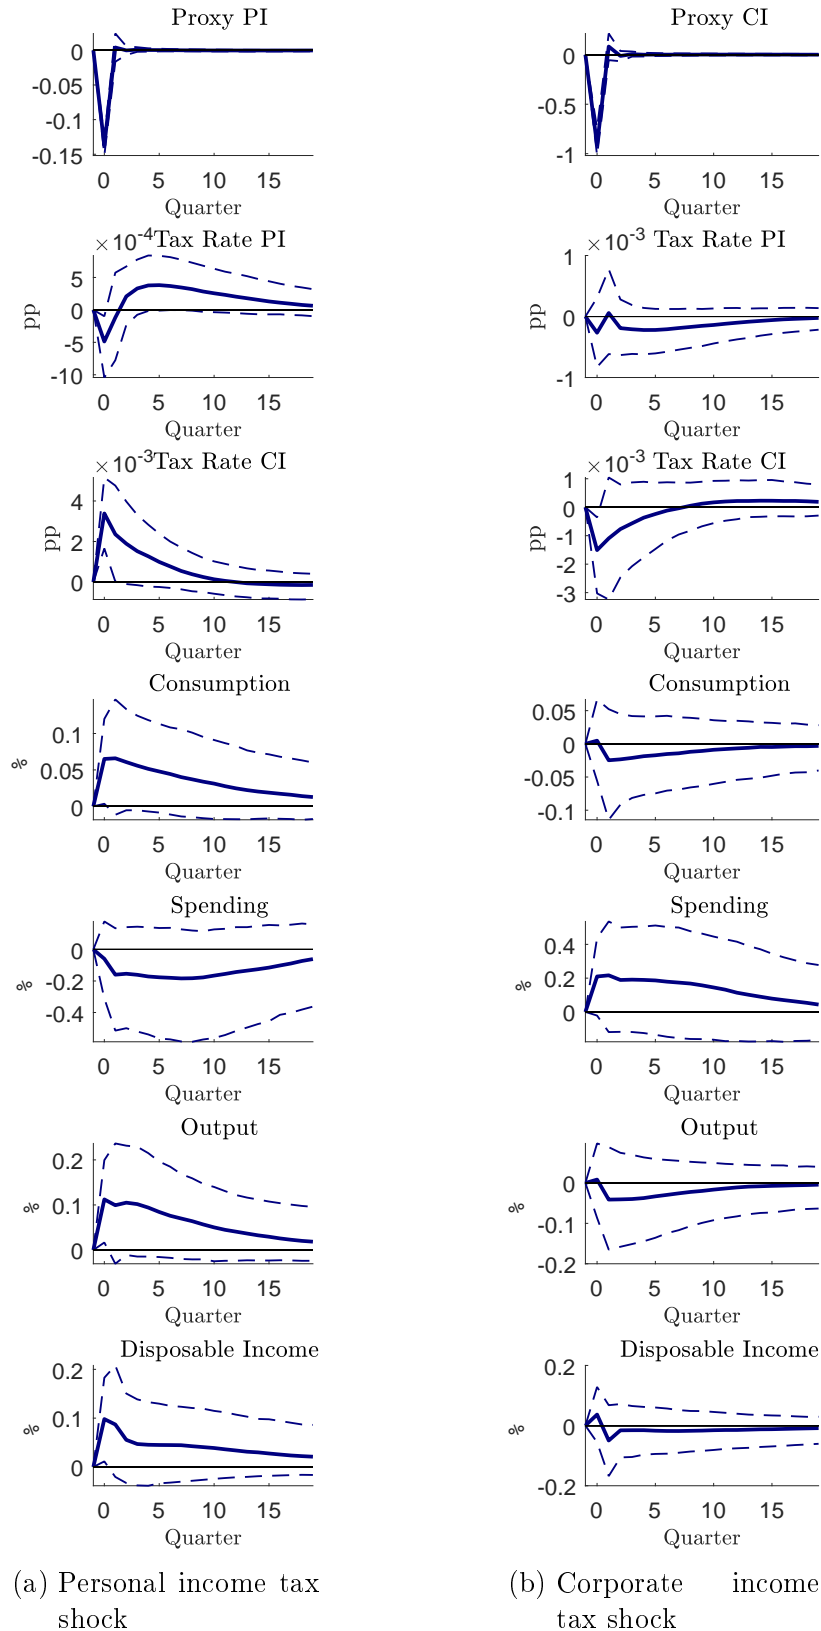 Proxy PI
0
-0.05
-0.1
-0.15
0 5 10 15
Quarter
Proxy CI
0
-0.5
-1
0 5 10 15
Quarter
×10-4 Tax Rate PI
5
0
-5
-10
pp
0 5 10 15
Quarter
×10-3 Tax Rate PI
1
0
-1
pp
0 5 10 15
Quarter
×10-3 Tax Rate CI
4
2
0
pp
0 5 10 15
Quarter
×10-3 Tax Rate CI
1
0
-1
-2
-3
pp
0 5 10 15
Quarter
Consumption
0.1
0.05
0
%
0 5 10 15
Quarter
Consumption
0.05
0
-0.05
-0.1
%
0 5 10 15
Quarter
Spending
0
-0.2
-0.4
%
0 5 10 15
Quarter
Spending
0.4
0.2
0
%
0 5 10 15
Quarter
Output
0.2
0.1
0
%
0 5 10 15
Quarter
Output
0
-0.1
-0.2
%
0 5 10 15
Quarter
Disposable Income
0.2
0.1
0
%
0 5 10 15
Quarter
Disposable Income
0.2
0
-0.2
%
0 5 10 15
Quarter
(a) Personal income tax
shock
(b) Corporate income
tax shock